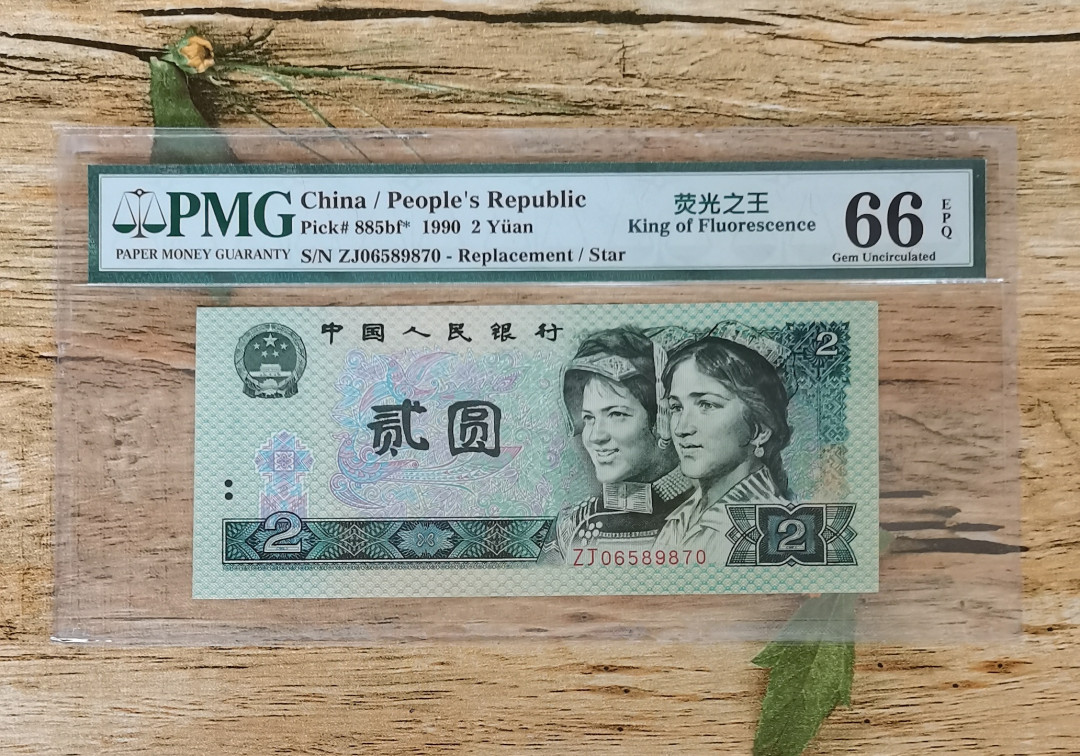 PMG
PAPER MONEY GUARANTY
China / People's Republic
Pick# 885bf* 1990 2 Yüan
S/N ZJ06589870 - Replacement / Star
荧光之王
King of Fluorescence
66
EPQ
Gem Uncirculated
中国人民银行
2
贰圆
2
2
ZJ06589870